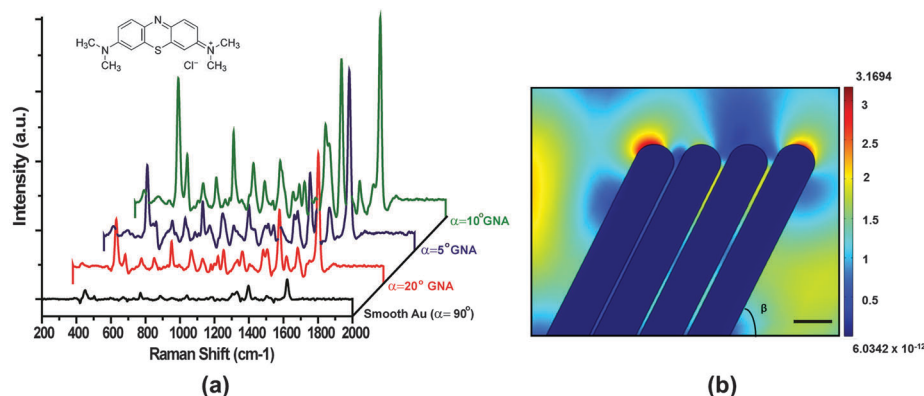 N
H₃C
N
S
N⁺
CH₃
CH₃
CH₃
Cl⁻
Intensity (a.u.)
α=10°GNA
α=5°GNA
α=20° GNA
Smooth Au (α= 90°)
200 400 600 800 1000 1200 1400 1600 1800 2000
Raman Shift (cm-1)
(a)
3.1694
3
2.5
2
1.5
1
0.5
6.0342 x 10⁻¹²
β
(b)